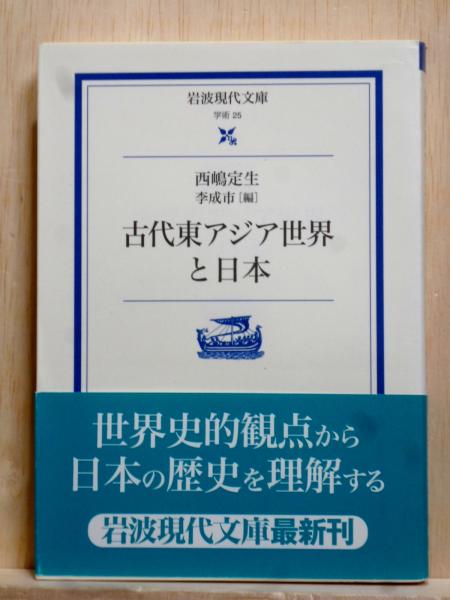 岩波現代文庫
学術 25
西嶋定生
李成市［編］
古代東アジア世界
と日本
世界史的観点から
日本の歴史を理解する
岩波現代文庫最新刊